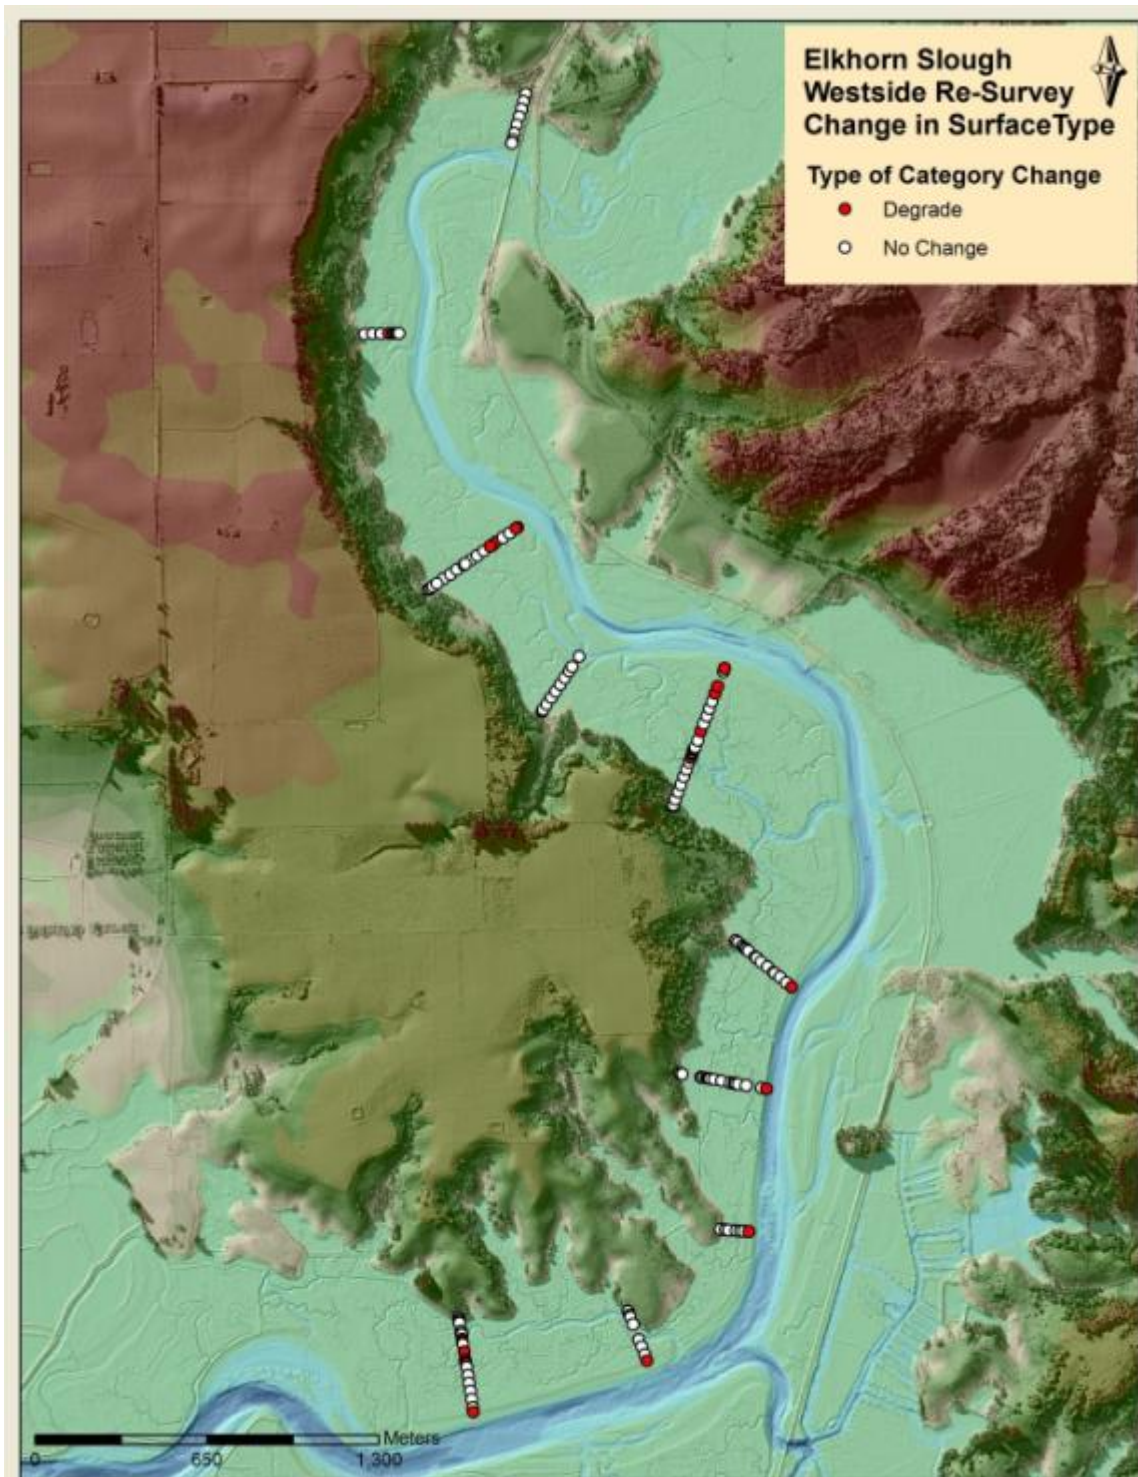 Elkhorn Slough
Westside Re-Survey
Change in SurfaceType
Type of Category Change
Degrade
No Change
Meters
0 650 1,300